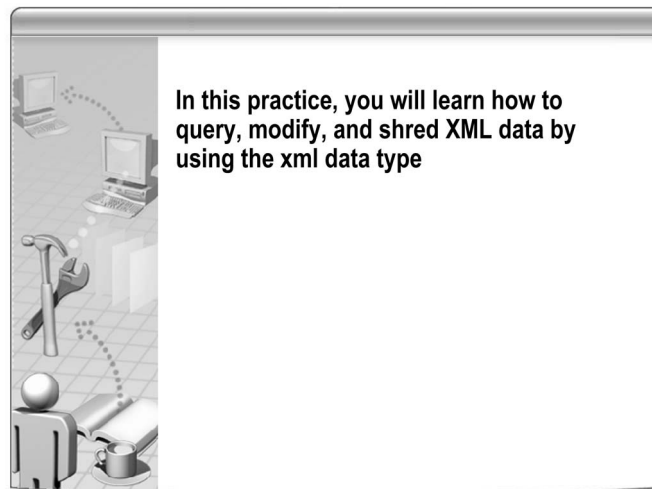 In this practice, you will learn how to
query, modify, and shred XML data by
using the xml data type